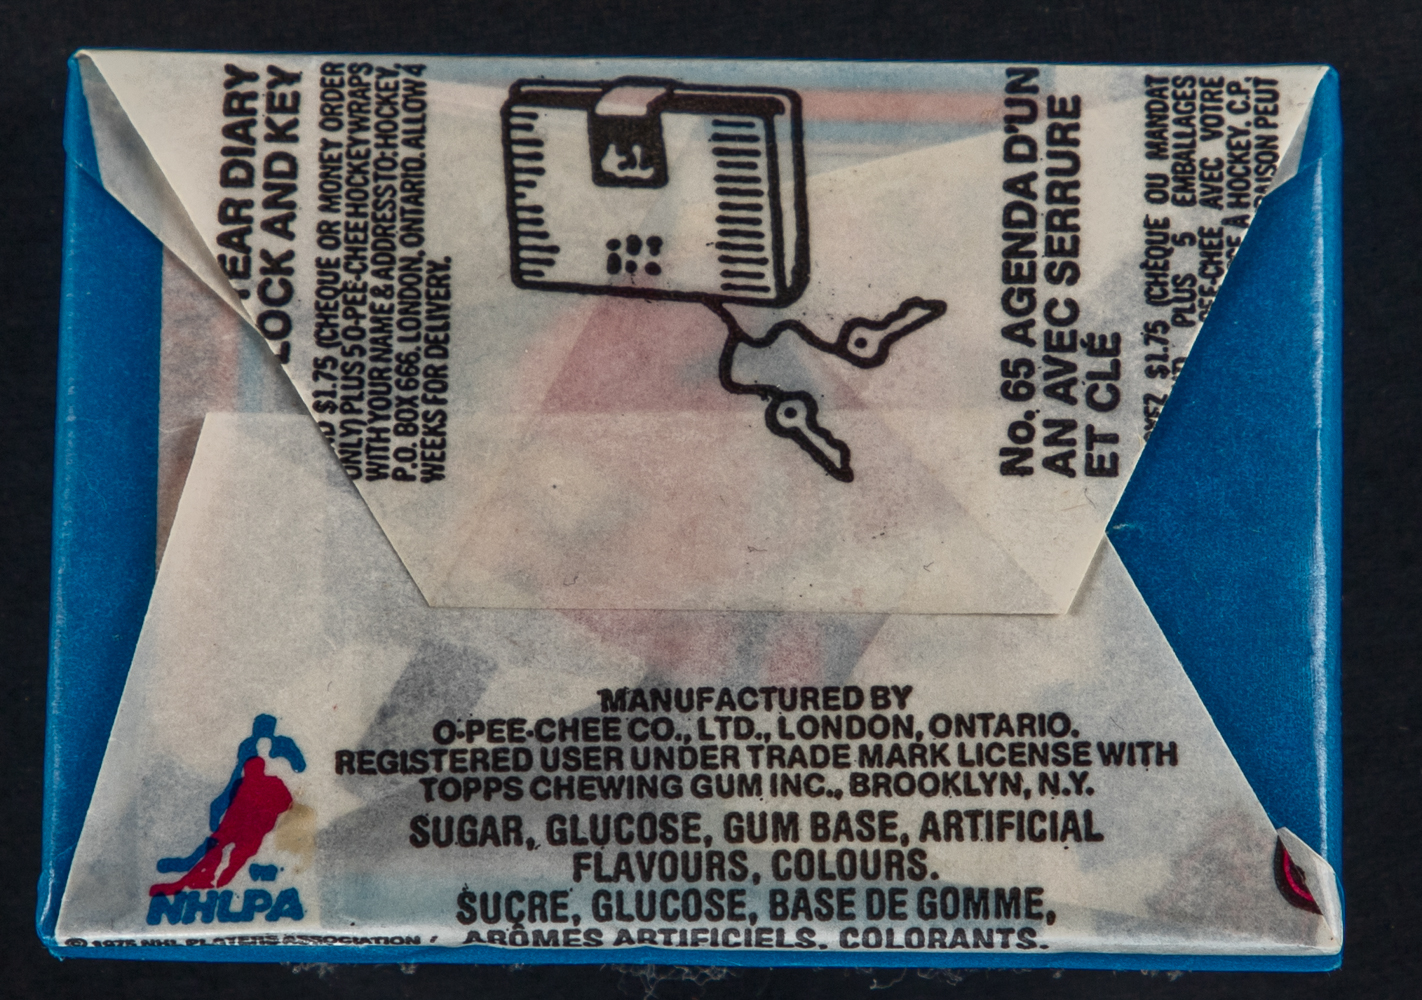 YEAR DIARY
LOCK AND KEY
$1.75 (CHEQUE OR MONEY ORDER
ONLY) PLUS 5 O-PEE-CHEE HOCKEY WRAPS
WITH YOUR NAME & ADDRESS TO: HOCKEY,
P.O. BOX 666, LONDON, ONTARIO. ALLOW 4
WEEKS FOR DELIVERY.
No. 65 AGENDA D'UN
AN AVEC SERRURE
ET CLÉ
$1.75 (CHÈQUE OU MANDAT
PLUS 5 EMBALLAGES
PEE-CHEE AVEC VOTRE
À HOCKEY, C.P.
PEUT
MANUFACTURED BY
O-PEE-CHEE CO., LTD., LONDON, ONTARIO.
REGISTERED USER UNDER TRADE MARK LICENSE WITH
TOPPS CHEWING GUM INC., BROOKLYN, N.Y.
SUGAR, GLUCOSE, GUM BASE, ARTIFICIAL
FLAVOURS, COLOURS.
SUCRE, GLUCOSE, BASE DE GOMME,
ARÔMES ARTIFICIELS, COLORANTS.
NHLPA
© 1975 NHL PLAYERS ASSOCIATION